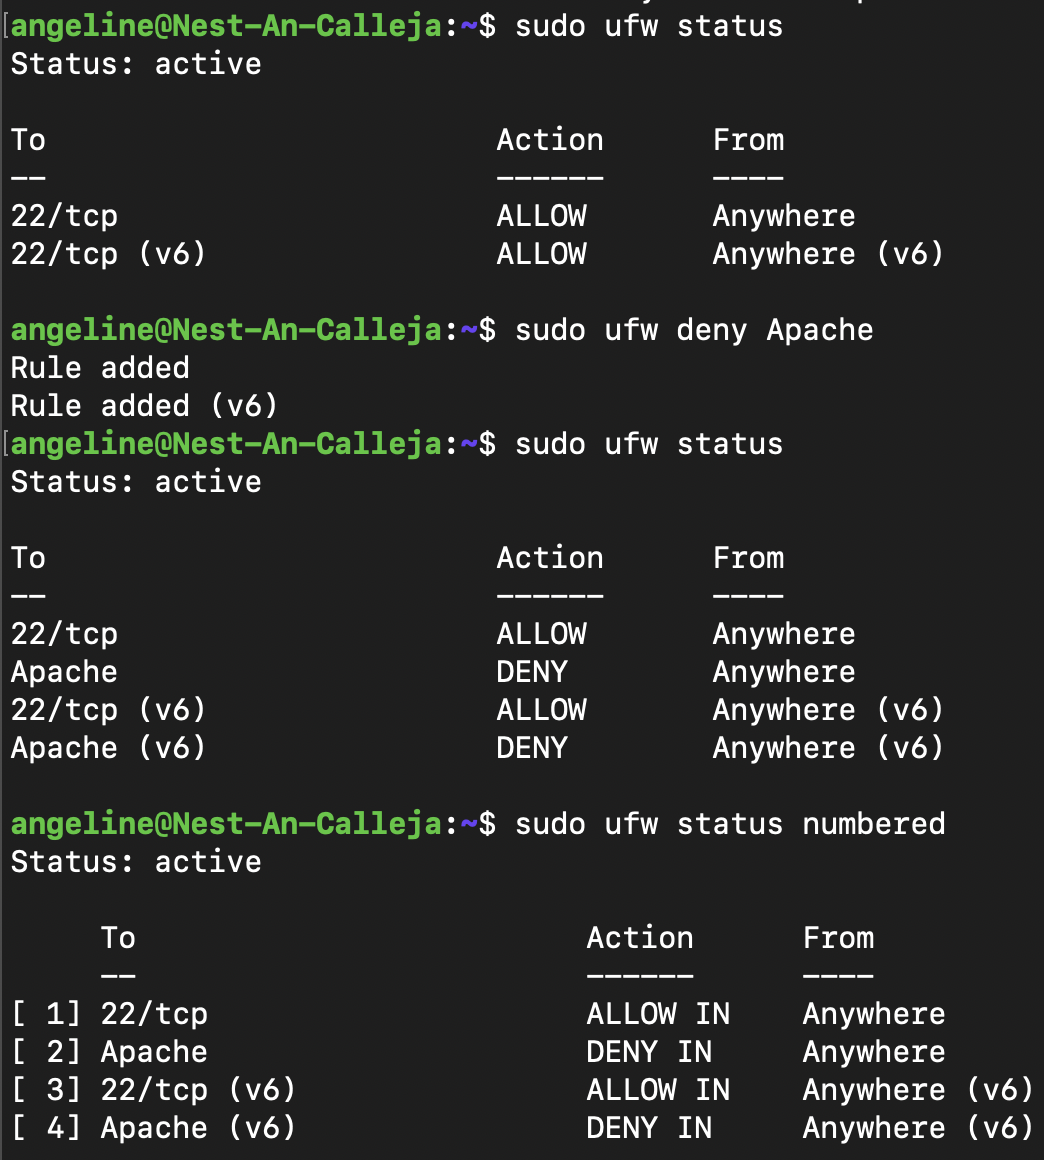 angeline@Nest-An-Calleja:~$ sudo ufw status
Status: active
To                         Action      From
--                         ------      ----
22/tcp                     ALLOW       Anywhere
22/tcp (v6)                ALLOW       Anywhere (v6)
angeline@Nest-An-Calleja:~$ sudo ufw deny Apache
Rule added
Rule added (v6)
angeline@Nest-An-Calleja:~$ sudo ufw status
Status: active
To                         Action      From
--                         ------      ----
22/tcp                     ALLOW       Anywhere
Apache                     DENY        Anywhere
22/tcp (v6)                ALLOW       Anywhere (v6)
Apache (v6)                DENY        Anywhere (v6)
angeline@Nest-An-Calleja:~$ sudo ufw status numbered
Status: active
     To                         Action      From
     --                         ------      ----
[ 1] 22/tcp                     ALLOW IN    Anywhere
[ 2] Apache                     DENY IN     Anywhere
[ 3] 22/tcp (v6)                ALLOW IN    Anywhere (v6)
[ 4] Apache (v6)                DENY IN     Anywhere (v6)